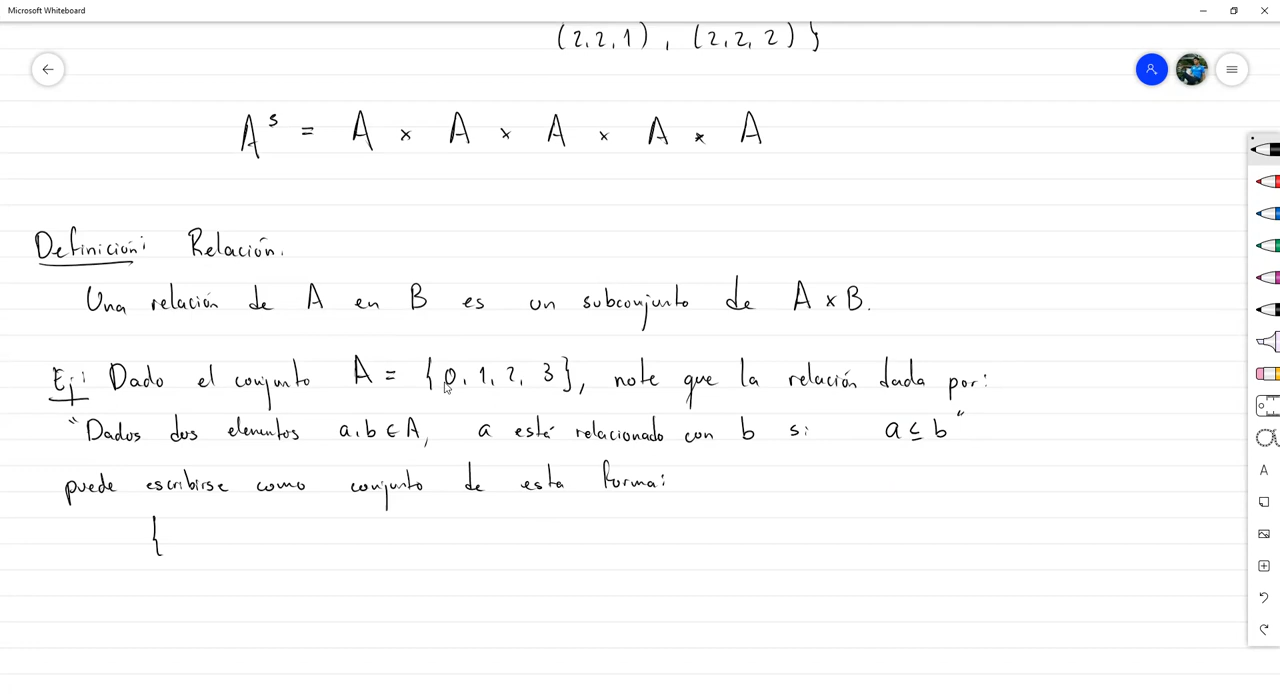 Microsoft Whiteboard
(2,2,1) , (2,2,2) }
A⁵ = A × A × A × A × A
Definición: Relación.
Una relación de A en B es un subconjunto de A × B.
Ej: Dado el conjunto A = {0, 1, 2, 3}, note que la relación dada por:
"Dados dos elementos a,b ∈ A, a está relacionado con b si a ≤ b"
puede escribirse como conjunto de esta forma:
{
A